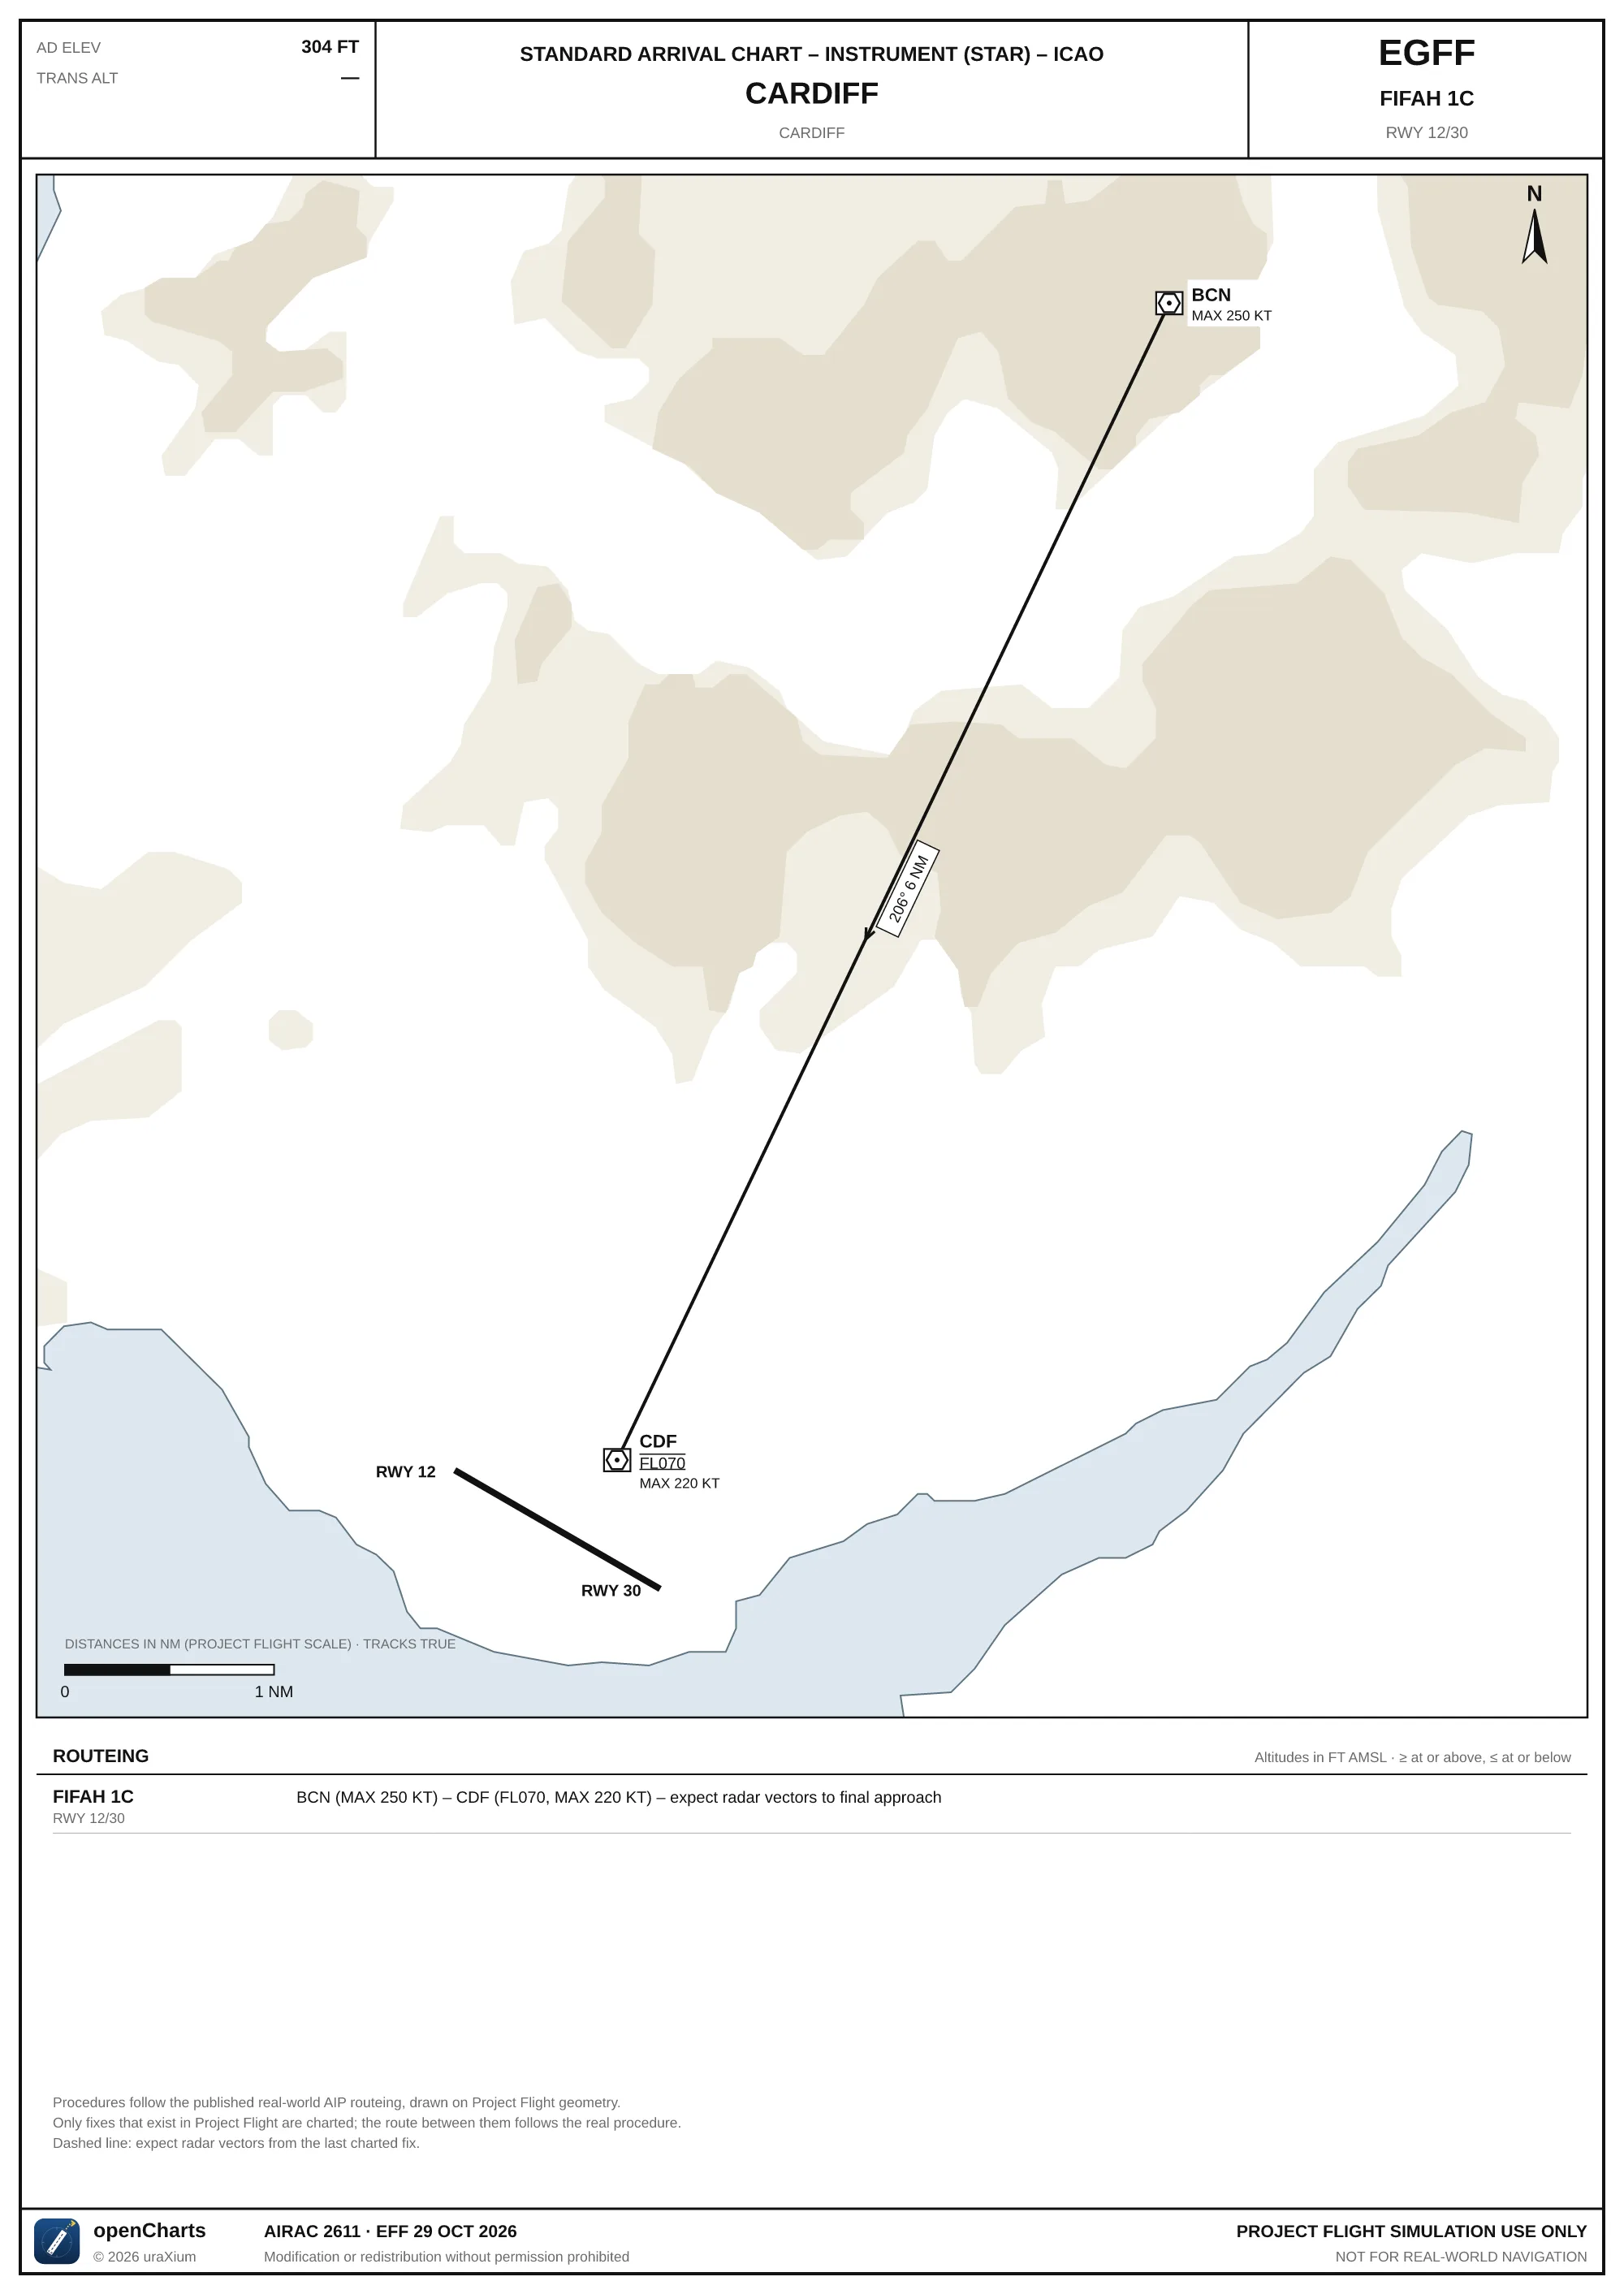 AD ELEV 304 FT
TRANS ALT —
STANDARD ARRIVAL CHART – INSTRUMENT (STAR) – ICAO
CARDIFF
CARDIFF
EGFF
FIFAH 1C
RWY 12/30
N
BCN
MAX 250 KT
206° 6 NM
CDF
FL070
MAX 220 KT
RWY 12
RWY 30
DISTANCES IN NM (PROJECT FLIGHT SCALE) · TRACKS TRUE
0 1 NM
ROUTEING Altitudes in FT AMSL · ≥ at or above, ≤ at or below
FIFAH 1C BCN (MAX 250 KT) – CDF (FL070, MAX 220 KT) – expect radar vectors to final approach
RWY 12/30
Procedures follow the published real-world AIP routeing, drawn on Project Flight geometry.
Only fixes that exist in Project Flight are charted; the route between them follows the real procedure.
Dashed line: expect radar vectors from the last charted fix.
openCharts AIRAC 2611 · EFF 29 OCT 2026 PROJECT FLIGHT SIMULATION USE ONLY
© 2026 uraXium Modification or redistribution without permission prohibited NOT FOR REAL-WORLD NAVIGATION